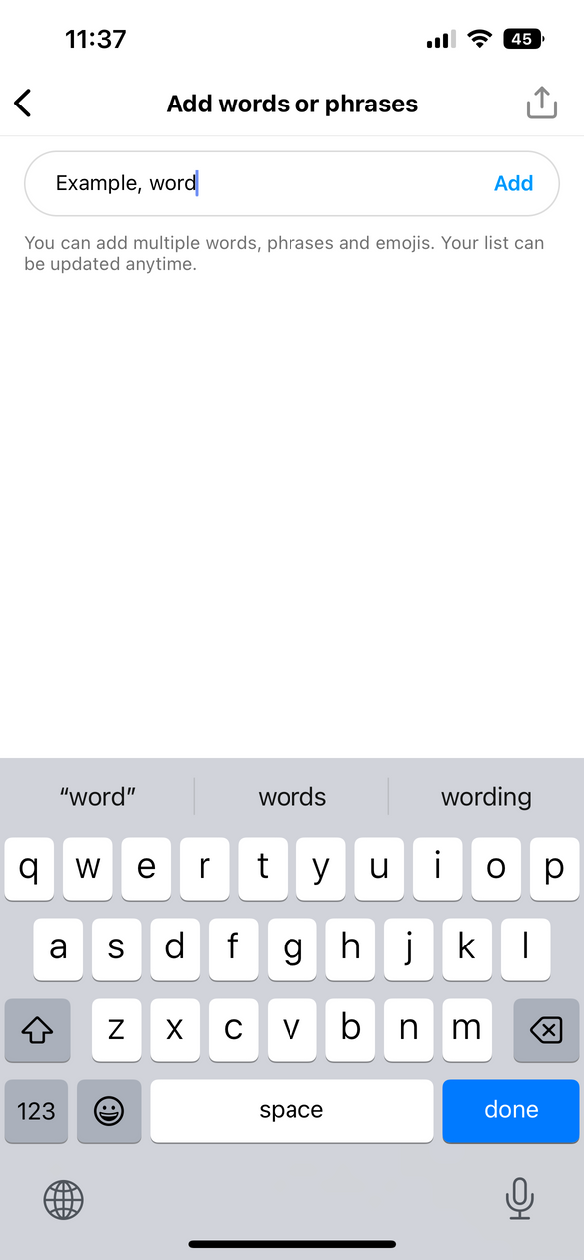 11:37
45
Add words or phrases
Example, word
Add
You can add multiple words, phrases and emojis. Your list can
be updated anytime.
“word”
words
wording
q w e r t y u i o p
a s d f g h j k l
z x c v b n m
123
space
done